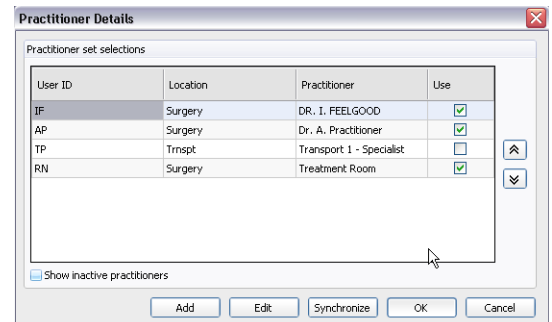 Practitioner Details
Practitioner set selections
User ID Location Practitioner Use
IF Surgery DR. I. FEELGOOD
AP Surgery Dr. A. Practitioner
TP Trnspt Transport 1 - Specialist
RN Surgery Treatment Room
Show inactive practitioners
Add Edit Synchronize OK Cancel